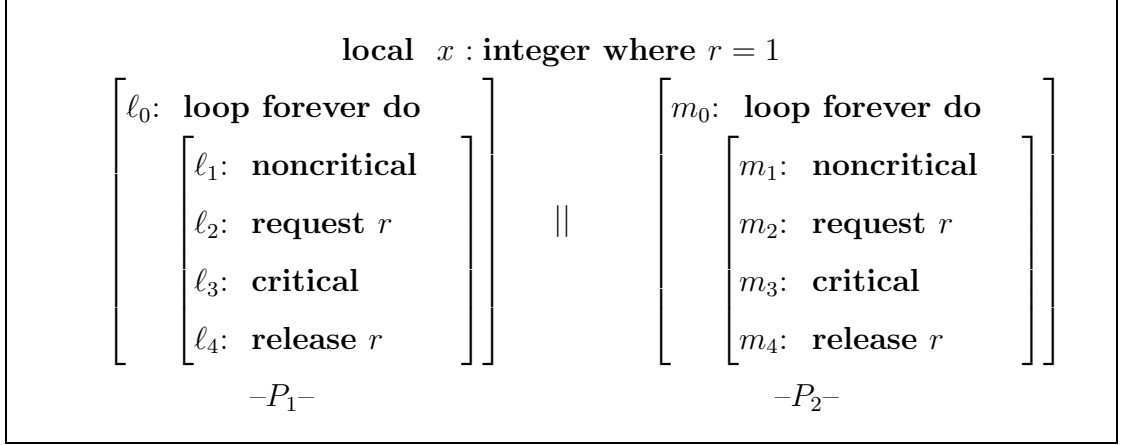 local x : integer where r = 1
ℓ0: loop forever do
ℓ1: noncritical
ℓ2: request r
ℓ3: critical
ℓ4: release r
–P1–
||
m0: loop forever do
m1: noncritical
m2: request r
m3: critical
m4: release r
–P2–